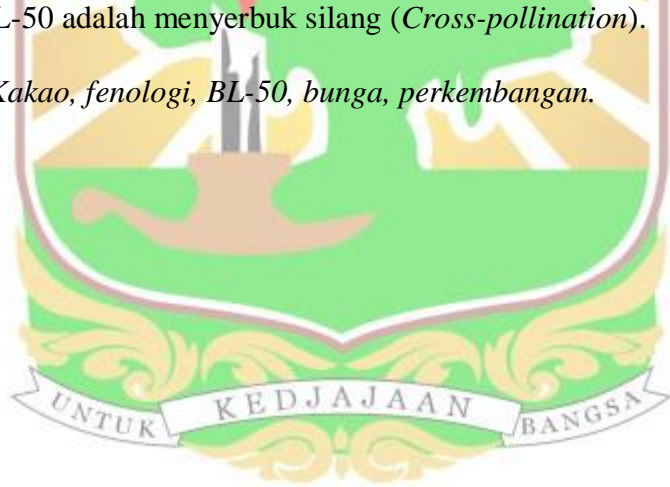 L-50 adalah menyerbuk silang (Cross-pollination).
Kakao, fenologi, BL-50, bunga, perkembangan.
UNTUK KEDJAJAAN BANGSA